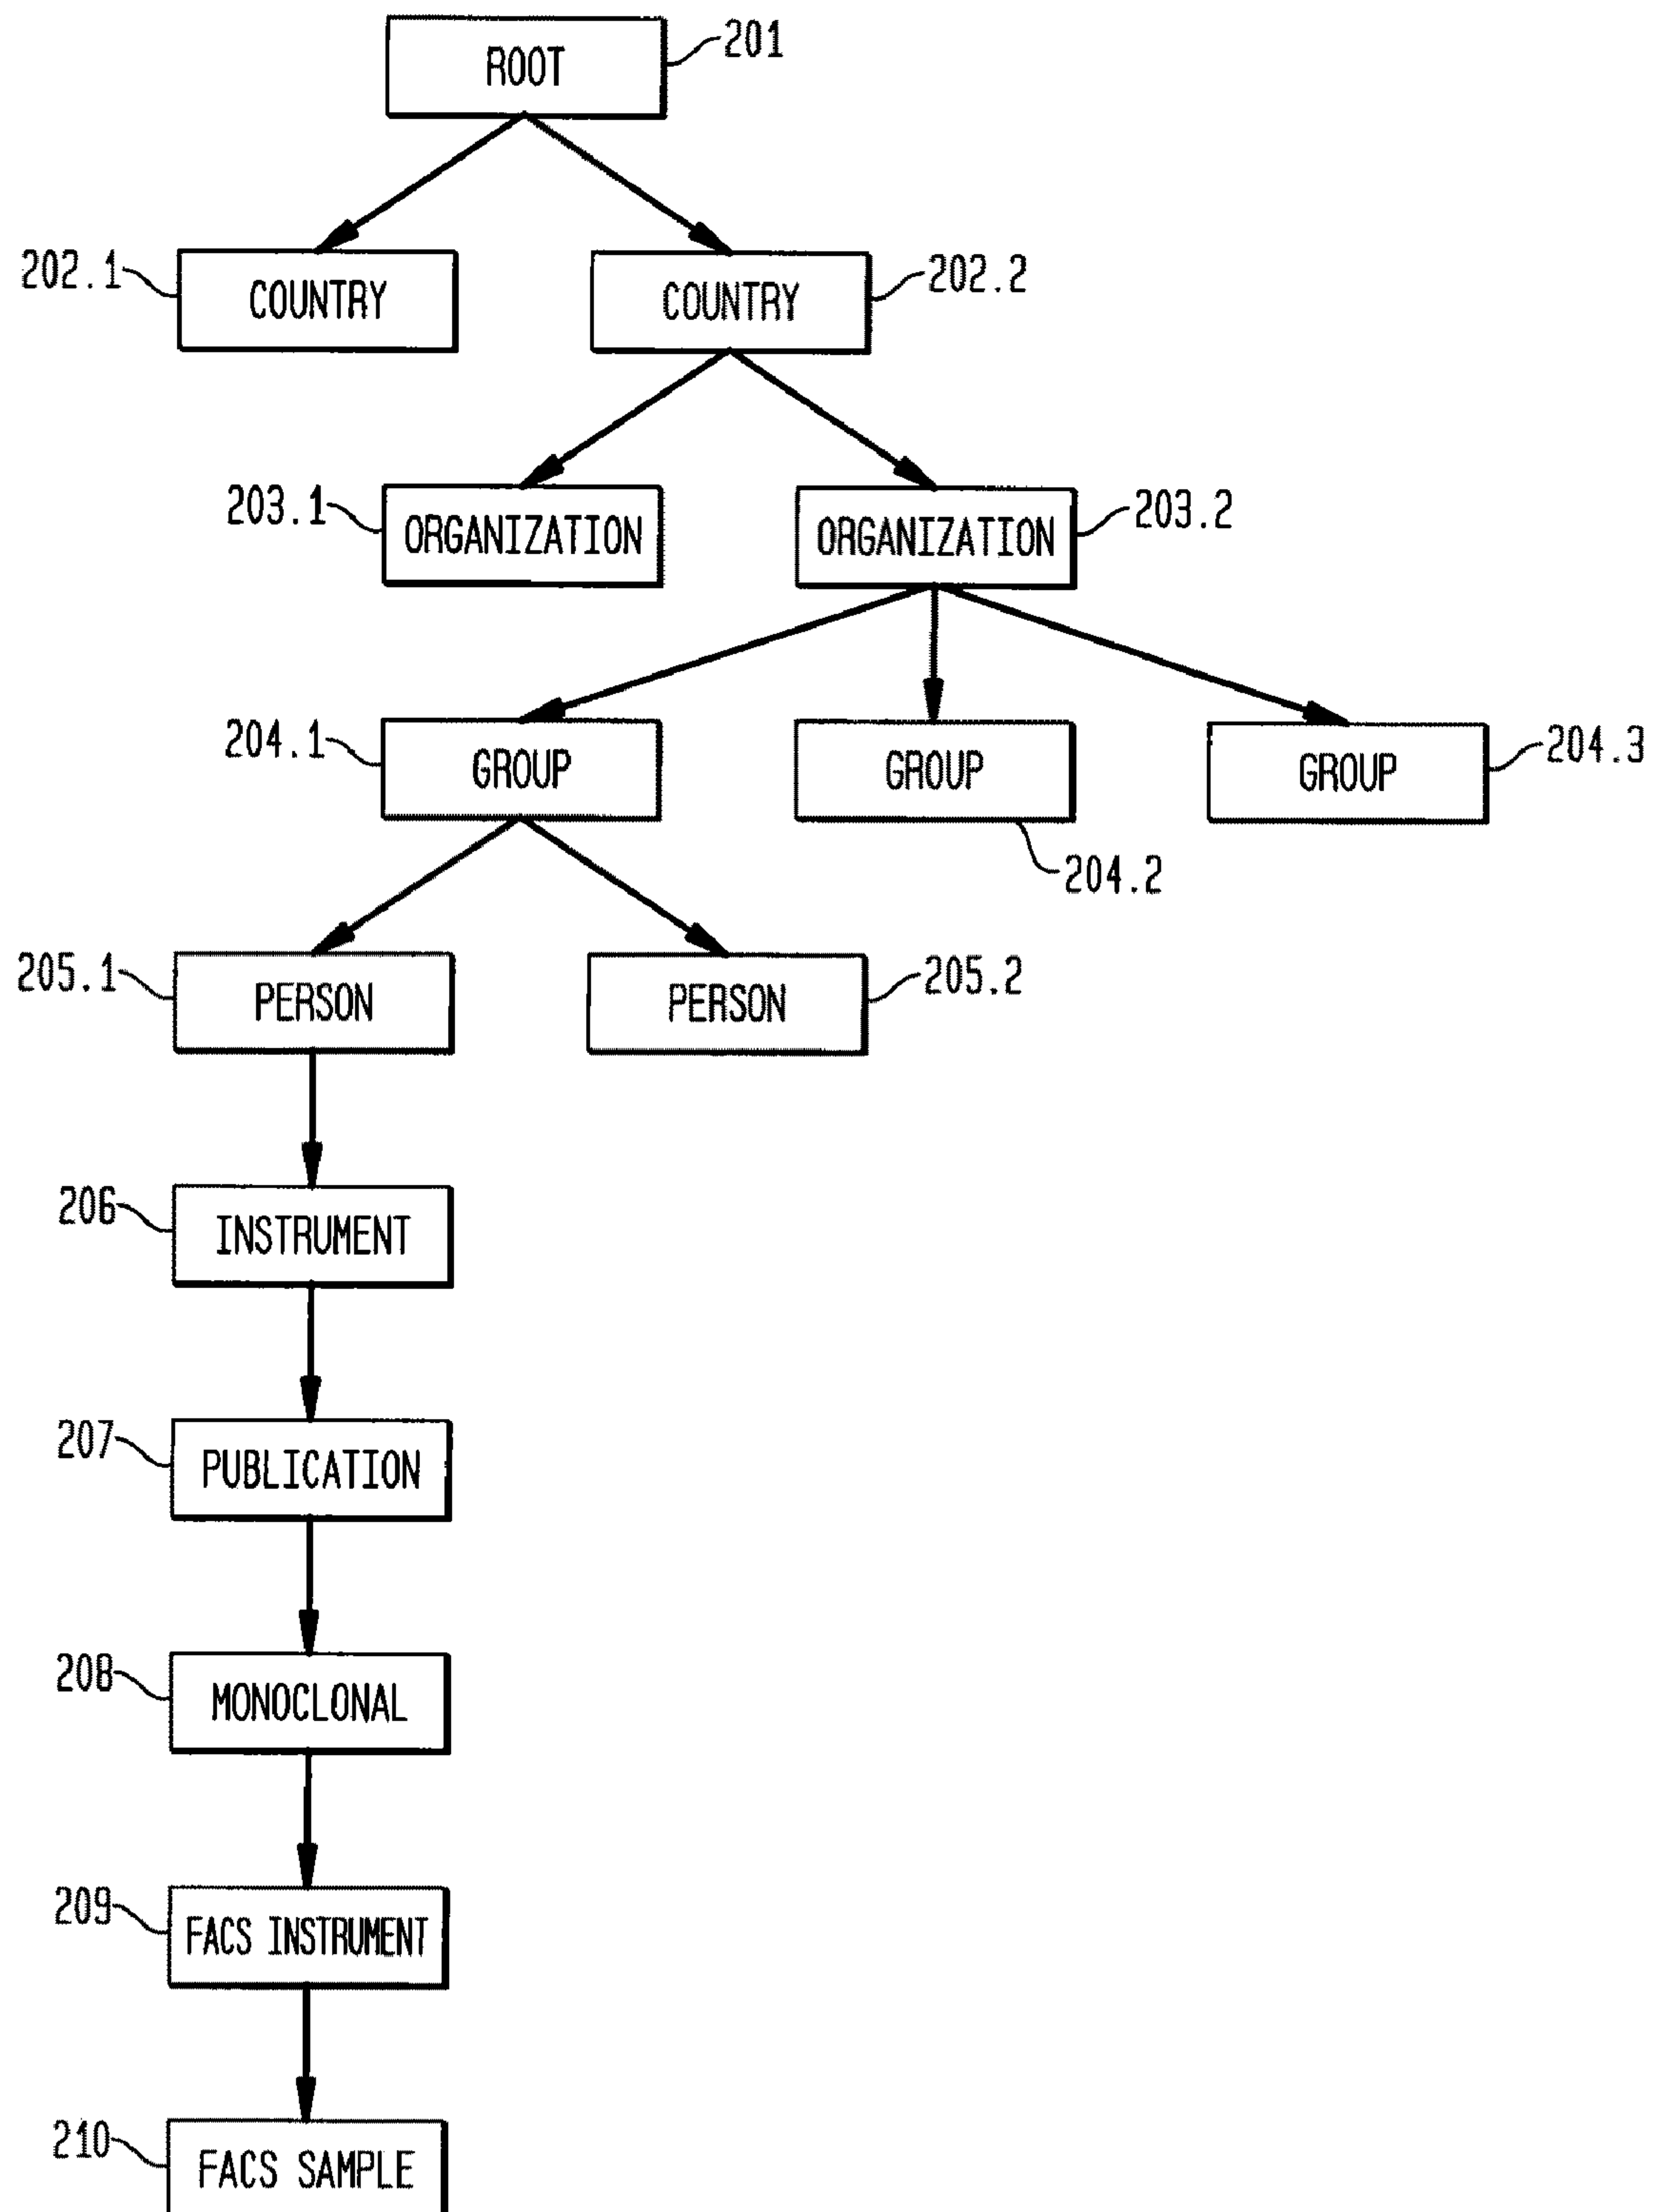 ROOT
201
202.1
COUNTRY
COUNTRY
202.2
203.1
ORGANIZATION
ORGANIZATION
203.2
204.1
GROUP
GROUP
GROUP
204.3
204.2
205.1
PERSON
PERSON
205.2
206
INSTRUMENT
207
PUBLICATION
208
MONOCLONAL
209
FACS INSTRUMENT
210
FACS SAMPLE